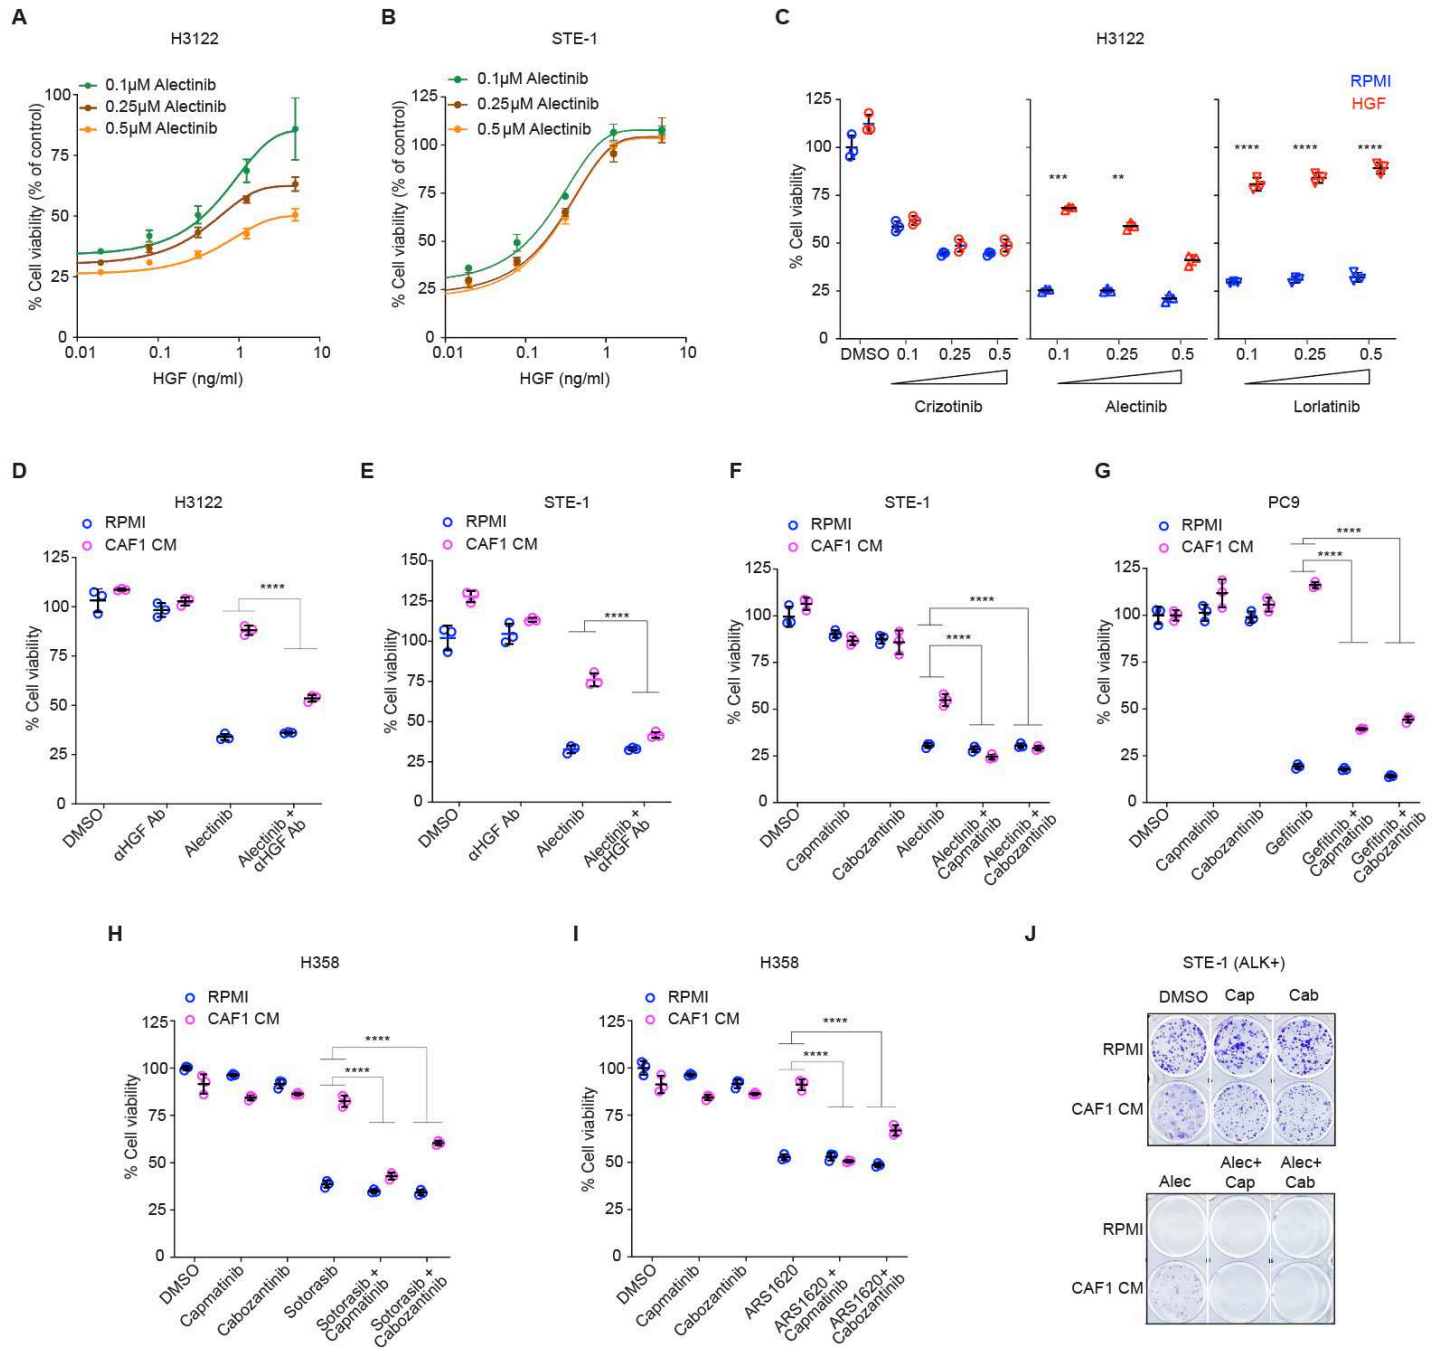 A
H3122
0.1µM Alectinib
0.25µM Alectinib
0.5µM Alectinib
% Cell viability (% of control)
100
75
50
25
0
0.01
0.1
1
10
HGF (ng/ml)
B
STE-1
0.1µM Alectinib
0.25µM Alectinib
0.5µM Alectinib
% Cell viability (% of control)
125
100
75
50
25
0
0.01
0.1
1
10
HGF (ng/ml)
C
H3122
RPMI
HGF
% Cell viability
125
100
75
50
25
0
***
**
****
****
****
DMSO
0.1
0.25
0.5
0.1
0.25
0.5
0.1
0.25
0.5
Crizotinib
Alectinib
Lorlatinib
D
H3122
RPMI
CAF1 CM
% Cell viability
125
100
75
50
25
0
****
DMSO
αHGF Ab
Alectinib
Alectinib +
αHGF Ab
E
STE-1
RPMI
CAF1 CM
% Cell viability
150
125
100
75
50
25
0
****
DMSO
αHGF Ab
Alectinib
Alectinib +
αHGF Ab
F
STE-1
RPMI
CAF1 CM
% Cell viability
125
100
75
50
25
0
****
****
DMSO
Capmatinib
Cabozantinib
Alectinib
Alectinib +
Capmatinib
Alectinib +
Cabozantinib
G
PC9
RPMI
CAF1 CM
% Cell viability
125
100
75
50
25
0
****
****
DMSO
Capmatinib
Cabozantinib
Gefitinib
Gefitinib +
Capmatinib
Gefitinib +
Cabozantinib
H
H358
RPMI
CAF1 CM
% Cell viability
125
100
75
50
25
0
****
****
DMSO
Capmatinib
Cabozantinib
Sotorasib
Sotorasib +
Capmatinib
Sotorasib +
Cabozantinib
I
H358
RPMI
CAF1 CM
% Cell viability
125
100
75
50
25
0
****
****
DMSO
Capmatinib
Cabozantinib
ARS1620
ARS1620 +
Capmatinib
ARS1620+
Cabozantinib
J
STE-1 (ALK+)
DMSO
Cap
Cab
RPMI
CAF1 CM
Alec
Alec+
Cap
Alec+
Cab
RPMI
CAF1 CM